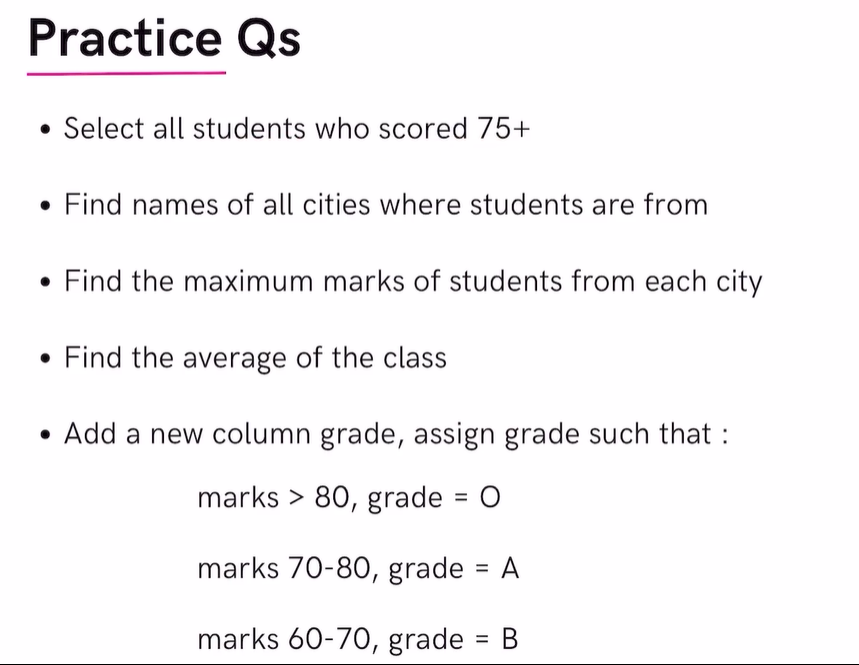 Practice Qs
• Select all students who scored 75+
• Find names of all cities where students are from
• Find the maximum marks of students from each city
• Find the average of the class
• Add a new column grade, assign grade such that :
marks > 80, grade = O
marks 70-80, grade = A
marks 60-70, grade = B